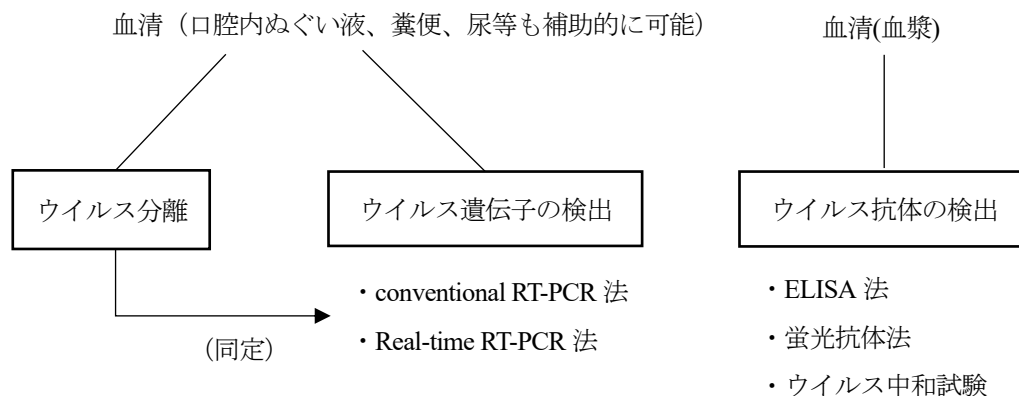 血清（口腔内ぬぐい液、糞便、尿等も補助的に可能）
血清(血漿)
ウイルス分離
ウイルス遺伝子の検出
ウイルス抗体の検出
・conventional RT-PCR 法
・Real-time RT-PCR 法
（同定）
・ELISA 法
・蛍光抗体法
・ウイルス中和試験